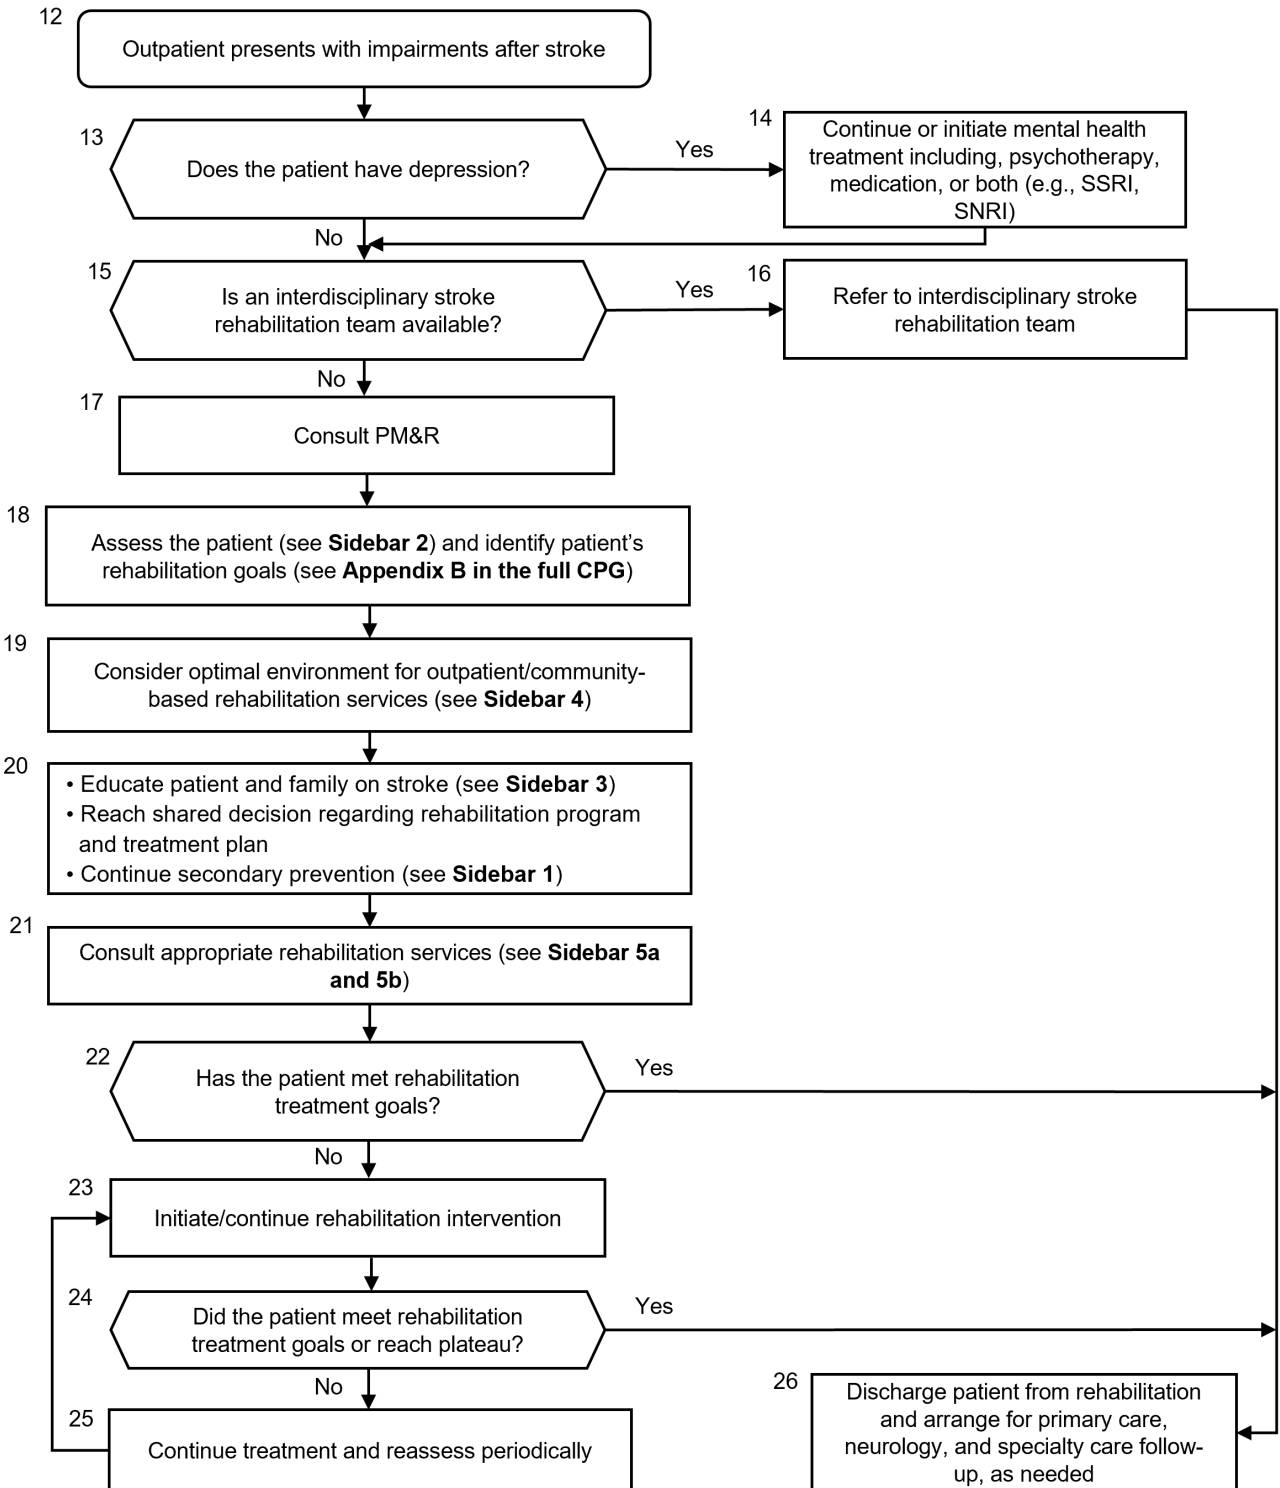 12
Outpatient presents with impairments after stroke
13
Does the patient have depression?
Yes
14
Continue or initiate mental health
treatment including, psychotherapy,
medication, or both (e.g., SSRI,
SNRI)
No
15
Is an interdisciplinary stroke
rehabilitation team available?
Yes
16
Refer to interdisciplinary stroke
rehabilitation team
No
17
Consult PM&R
18
Assess the patient (see Sidebar 2) and identify patient’s
rehabilitation goals (see Appendix B in the full CPG)
19
Consider optimal environment for outpatient/community-
based rehabilitation services (see Sidebar 4)
20
• Educate patient and family on stroke (see Sidebar 3)
• Reach shared decision regarding rehabilitation program
and treatment plan
• Continue secondary prevention (see Sidebar 1)
21
Consult appropriate rehabilitation services (see Sidebar 5a
and 5b)
22
Has the patient met rehabilitation
treatment goals?
Yes
No
23
Initiate/continue rehabilitation intervention
24
Did the patient meet rehabilitation
treatment goals or reach plateau?
Yes
No
25
Continue treatment and reassess periodically
26
Discharge patient from rehabilitation
and arrange for primary care,
neurology, and specialty care follow-
up, as needed